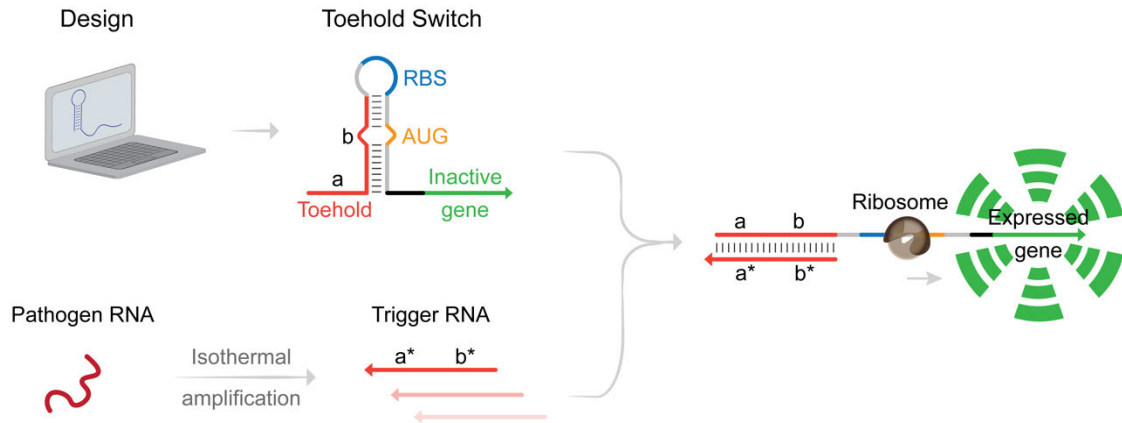 Design
Toehold Switch
RBS
b
AUG
a
Inactive
Toehold
gene
Pathogen RNA
Isothermal
amplification
Trigger RNA
a* b*
Ribosome
a b
Expressed
gene
a* b*